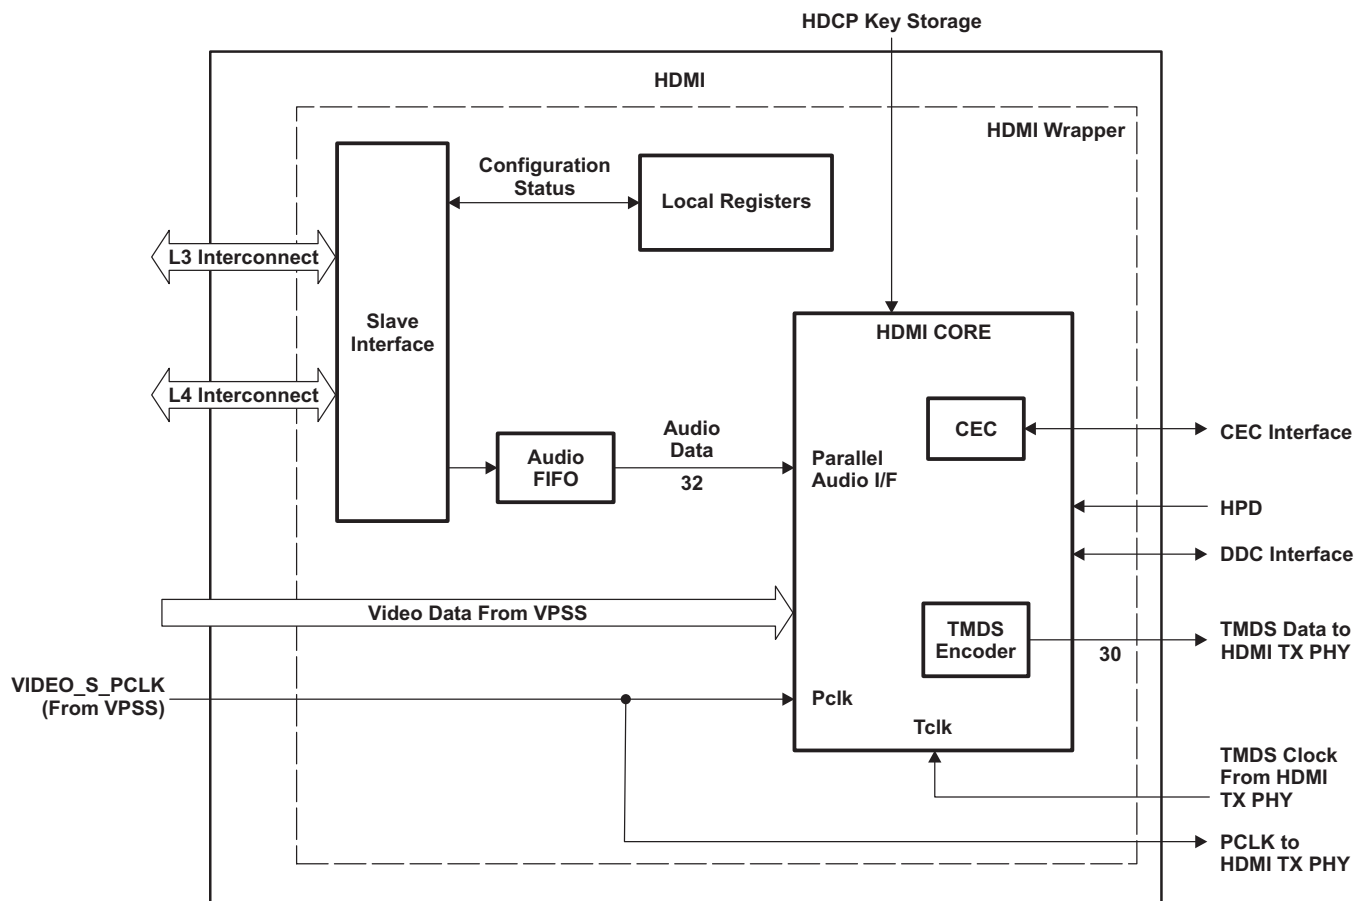 HDCP Key Storage
HDMI
HDMI Wrapper
Configuration
Status
Local Registers
L3 Interconnect
Slave
Interface
L4 Interconnect
HDMI CORE
CEC
CEC Interface
Audio
FIFO
Audio
Data
32
Parallel
Audio I/F
HPD
DDC Interface
Video Data From VPSS
TMDS
Encoder
30
TMDS Data to
HDMI TX PHY
VIDEO_S_PCLK
(From VPSS)
Pclk
Tclk
TMDS Clock
From HDMI
TX PHY
PCLK to
HDMI TX PHY